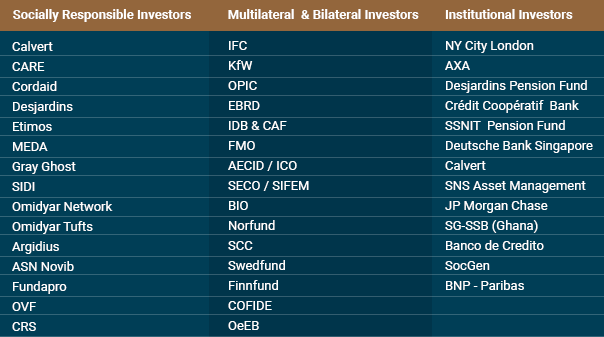 Socially Responsible Investors Multilateral & Bilateral Investors Institutional Investors
Calvert IFC NY City London
CARE KfW AXA
Cordaid OPIC Desjardins Pension Fund
Desjardins EBRD Crédit Coopératif Bank
Etimos IDB & CAF SSNIT Pension Fund
MEDA FMO Deutsche Bank Singapore
Gray Ghost AECID / ICO Calvert
SIDI SECO / SIFEM SNS Asset Management
Omidyar Network BIO JP Morgan Chase
Omidyar Tufts Norfund SG-SSB (Ghana)
Argidius SCC Banco de Credito
ASN Novib Swedfund SocGen
Fundapro Finnfund BNP - Paribas
OVF COFIDE
CRS OeEB